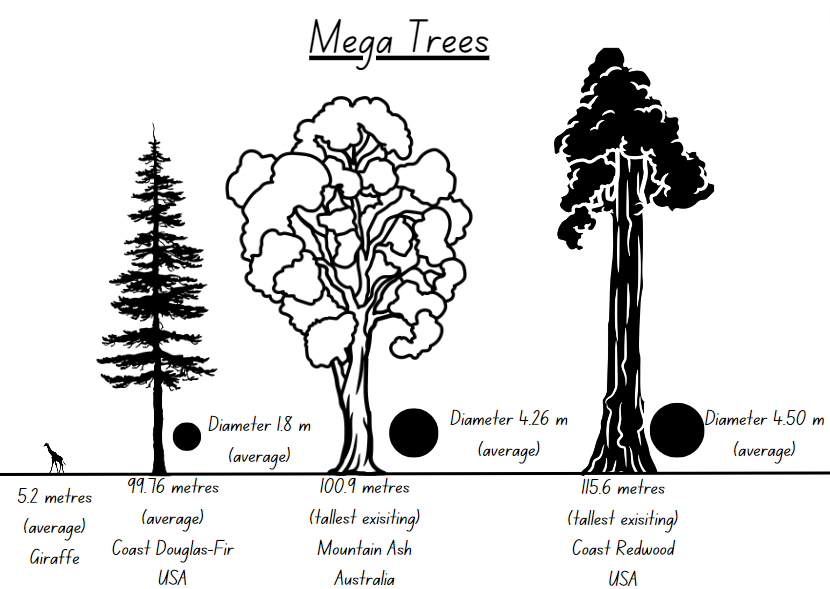 Mega Trees
Diameter 1.8 m
(average)
Diameter 4.26 m
(average)
Diameter 4.50 m
(average)
5.2 metres
(average)
Giraffe
99.76 metres
(average)
Coast Douglas-Fir
USA
100.9 metres
(tallest exisiting)
Mountain Ash
Australia
115.6 metres
(tallest exisiting)
Coast Redwood
USA